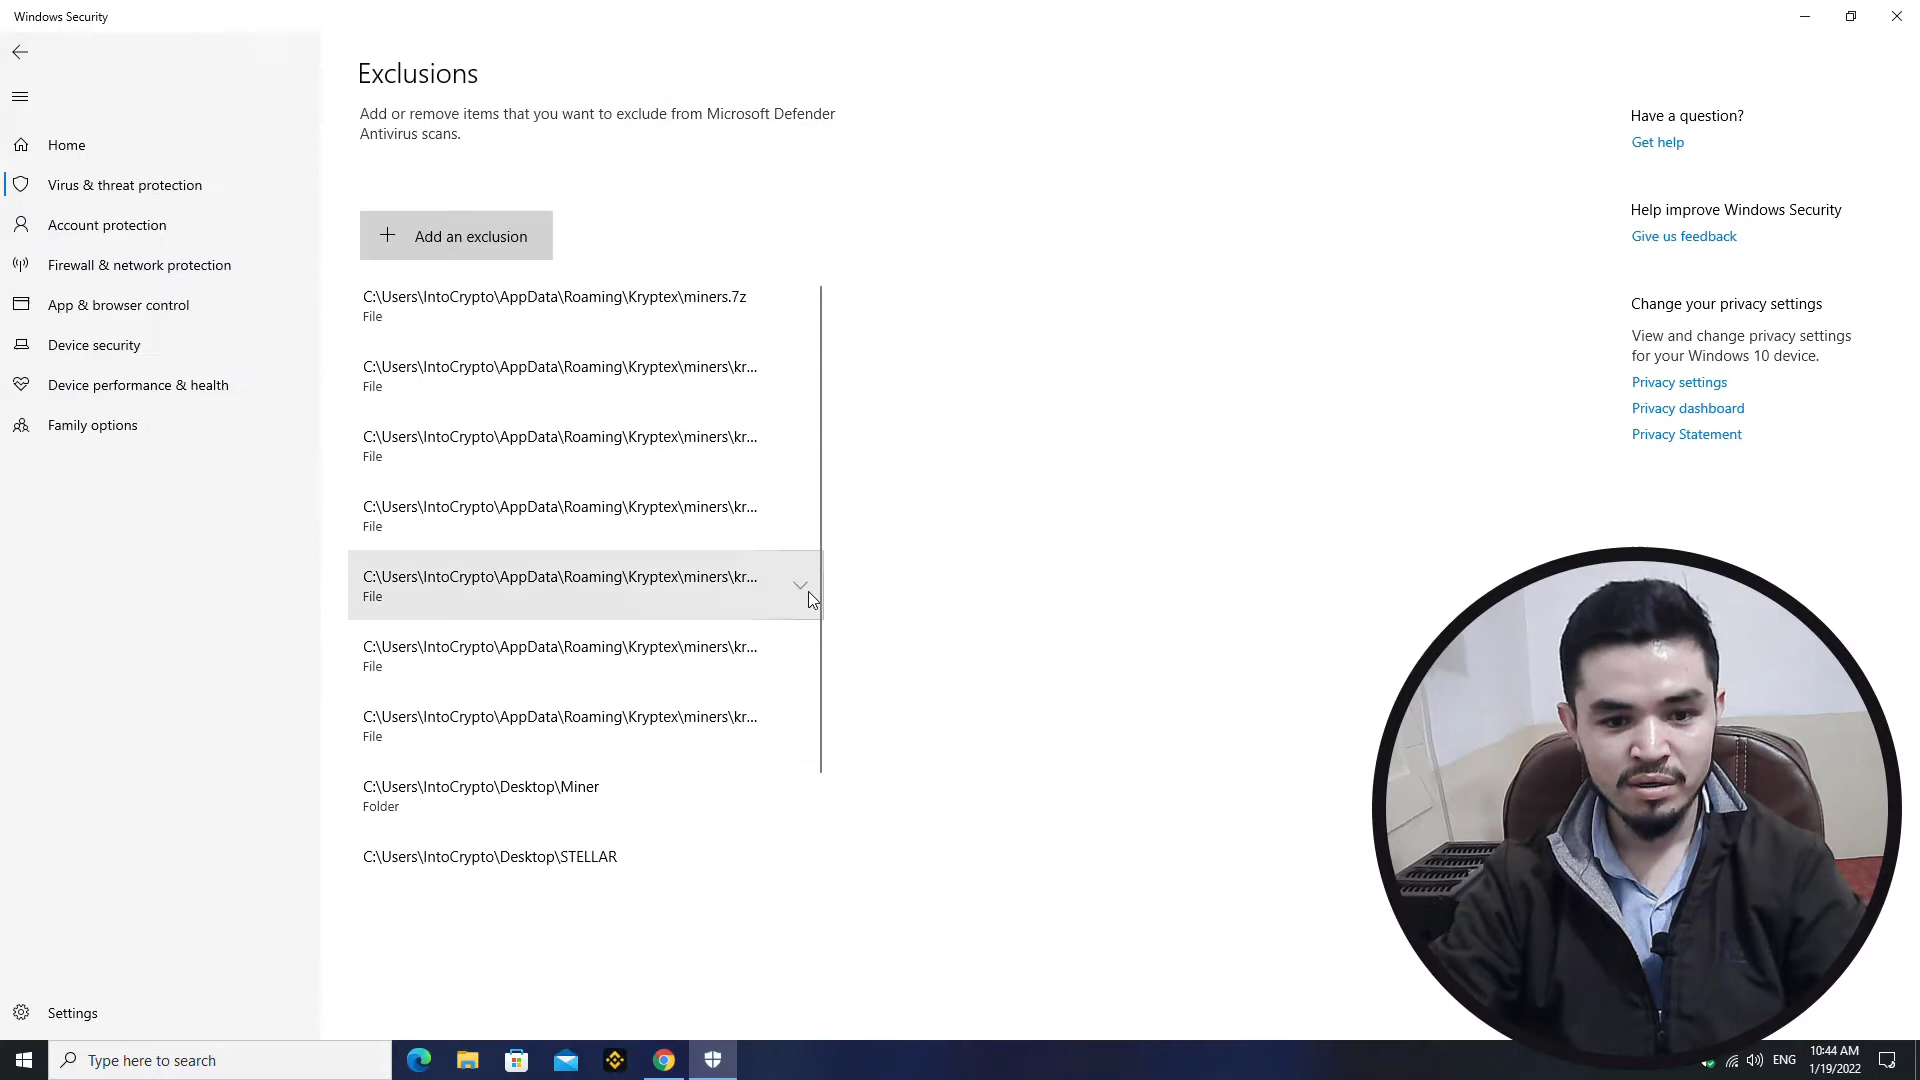 Windows Security
Exclusions
Add or remove items that you want to exclude from Microsoft Defender
Antivirus scans.
Home
Virus & threat protection
Account protection
Firewall & network protection
App & browser control
Device security
Device performance & health
Family options
Settings
Add an exclusion
C:\Users\IntoCrypto\AppData\Roaming\Kryptex\miners.7z
File
C:\Users\IntoCrypto\AppData\Roaming\Kryptex\miners\kr...
File
C:\Users\IntoCrypto\AppData\Roaming\Kryptex\miners\kr...
File
C:\Users\IntoCrypto\AppData\Roaming\Kryptex\miners\kr...
File
C:\Users\IntoCrypto\AppData\Roaming\Kryptex\miners\kr...
File
C:\Users\IntoCrypto\AppData\Roaming\Kryptex\miners\kr...
File
C:\Users\IntoCrypto\AppData\Roaming\Kryptex\miners\kr...
File
C:\Users\IntoCrypto\Desktop\Miner
Folder
C:\Users\IntoCrypto\Desktop\STELLAR
Have a question?
Get help
Help improve Windows Security
Give us feedback
Change your privacy settings
View and change privacy settings
for your Windows 10 device.
Privacy settings
Privacy dashboard
Privacy Statement
Type here to search
ENG
10:44 AM
1/19/2022